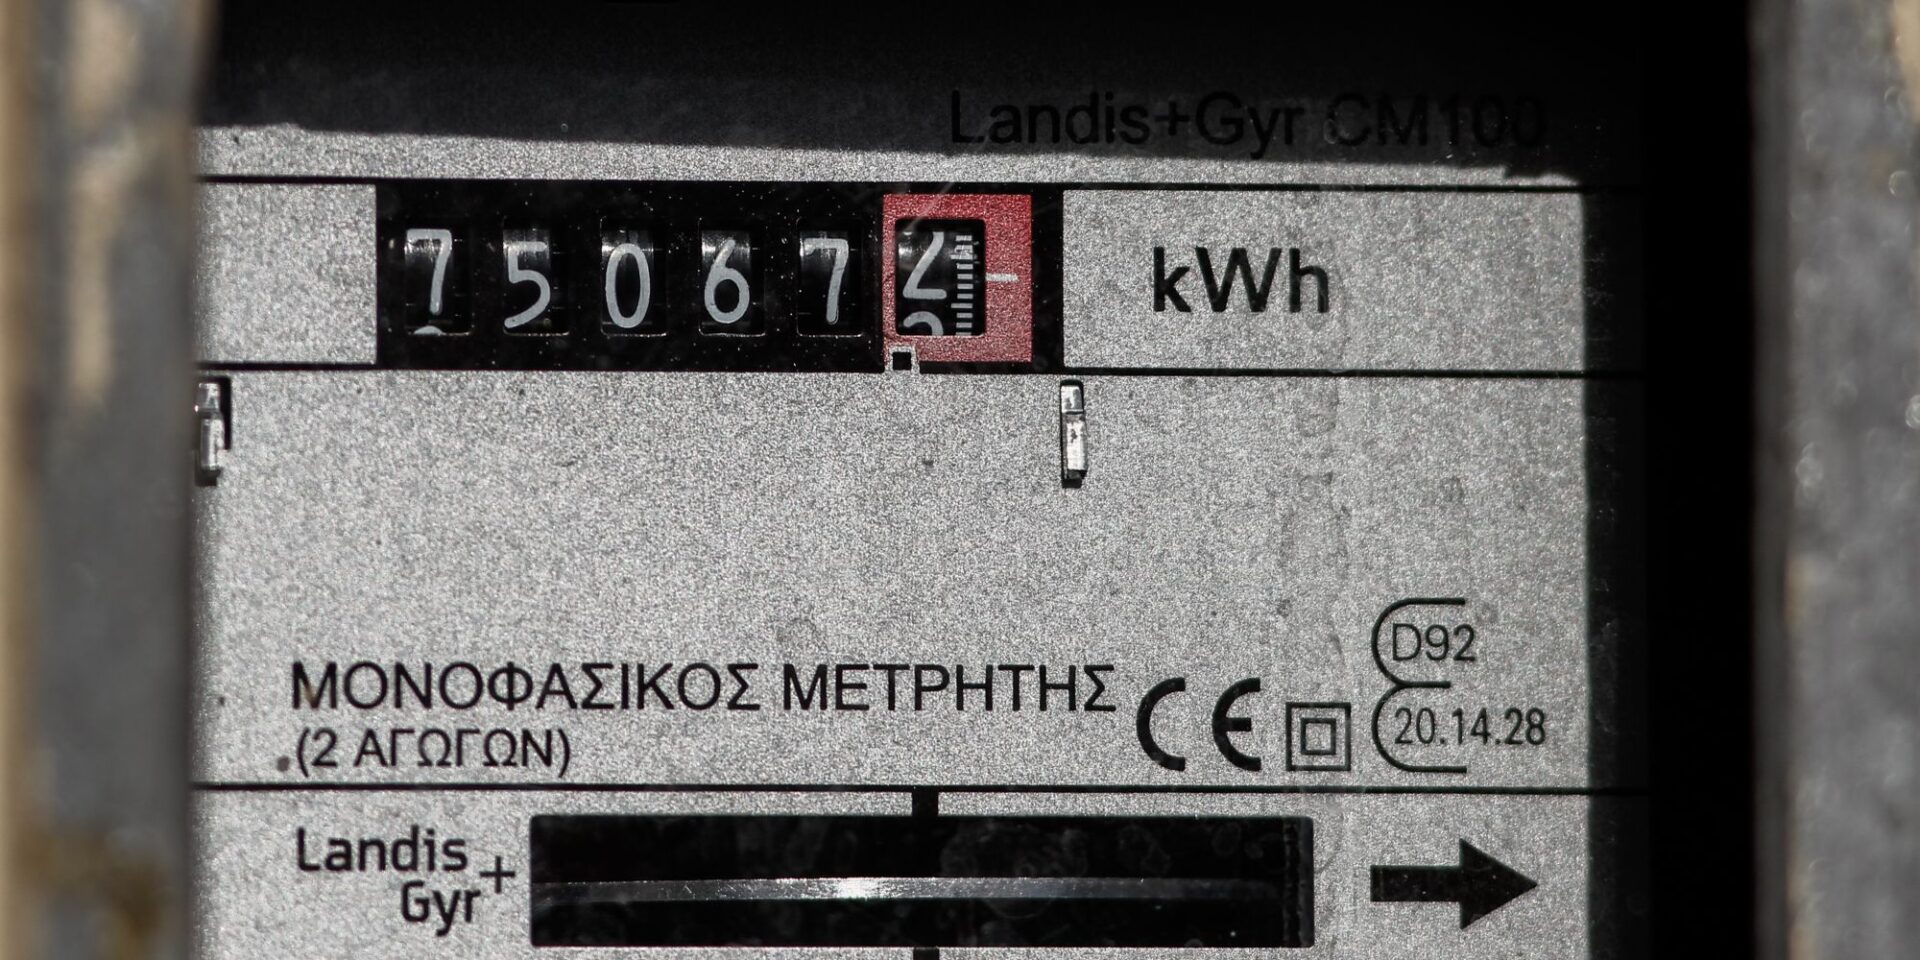 Landis+Gyr CM100
750672 kWh
D92
ΜΟΝΟΦΑΣΙΚΟΣ ΜΕΤΡΗΤΗΣ CE 20.14.28
(2 ΑΓΩΓΩΝ)
Landis
Gyr+